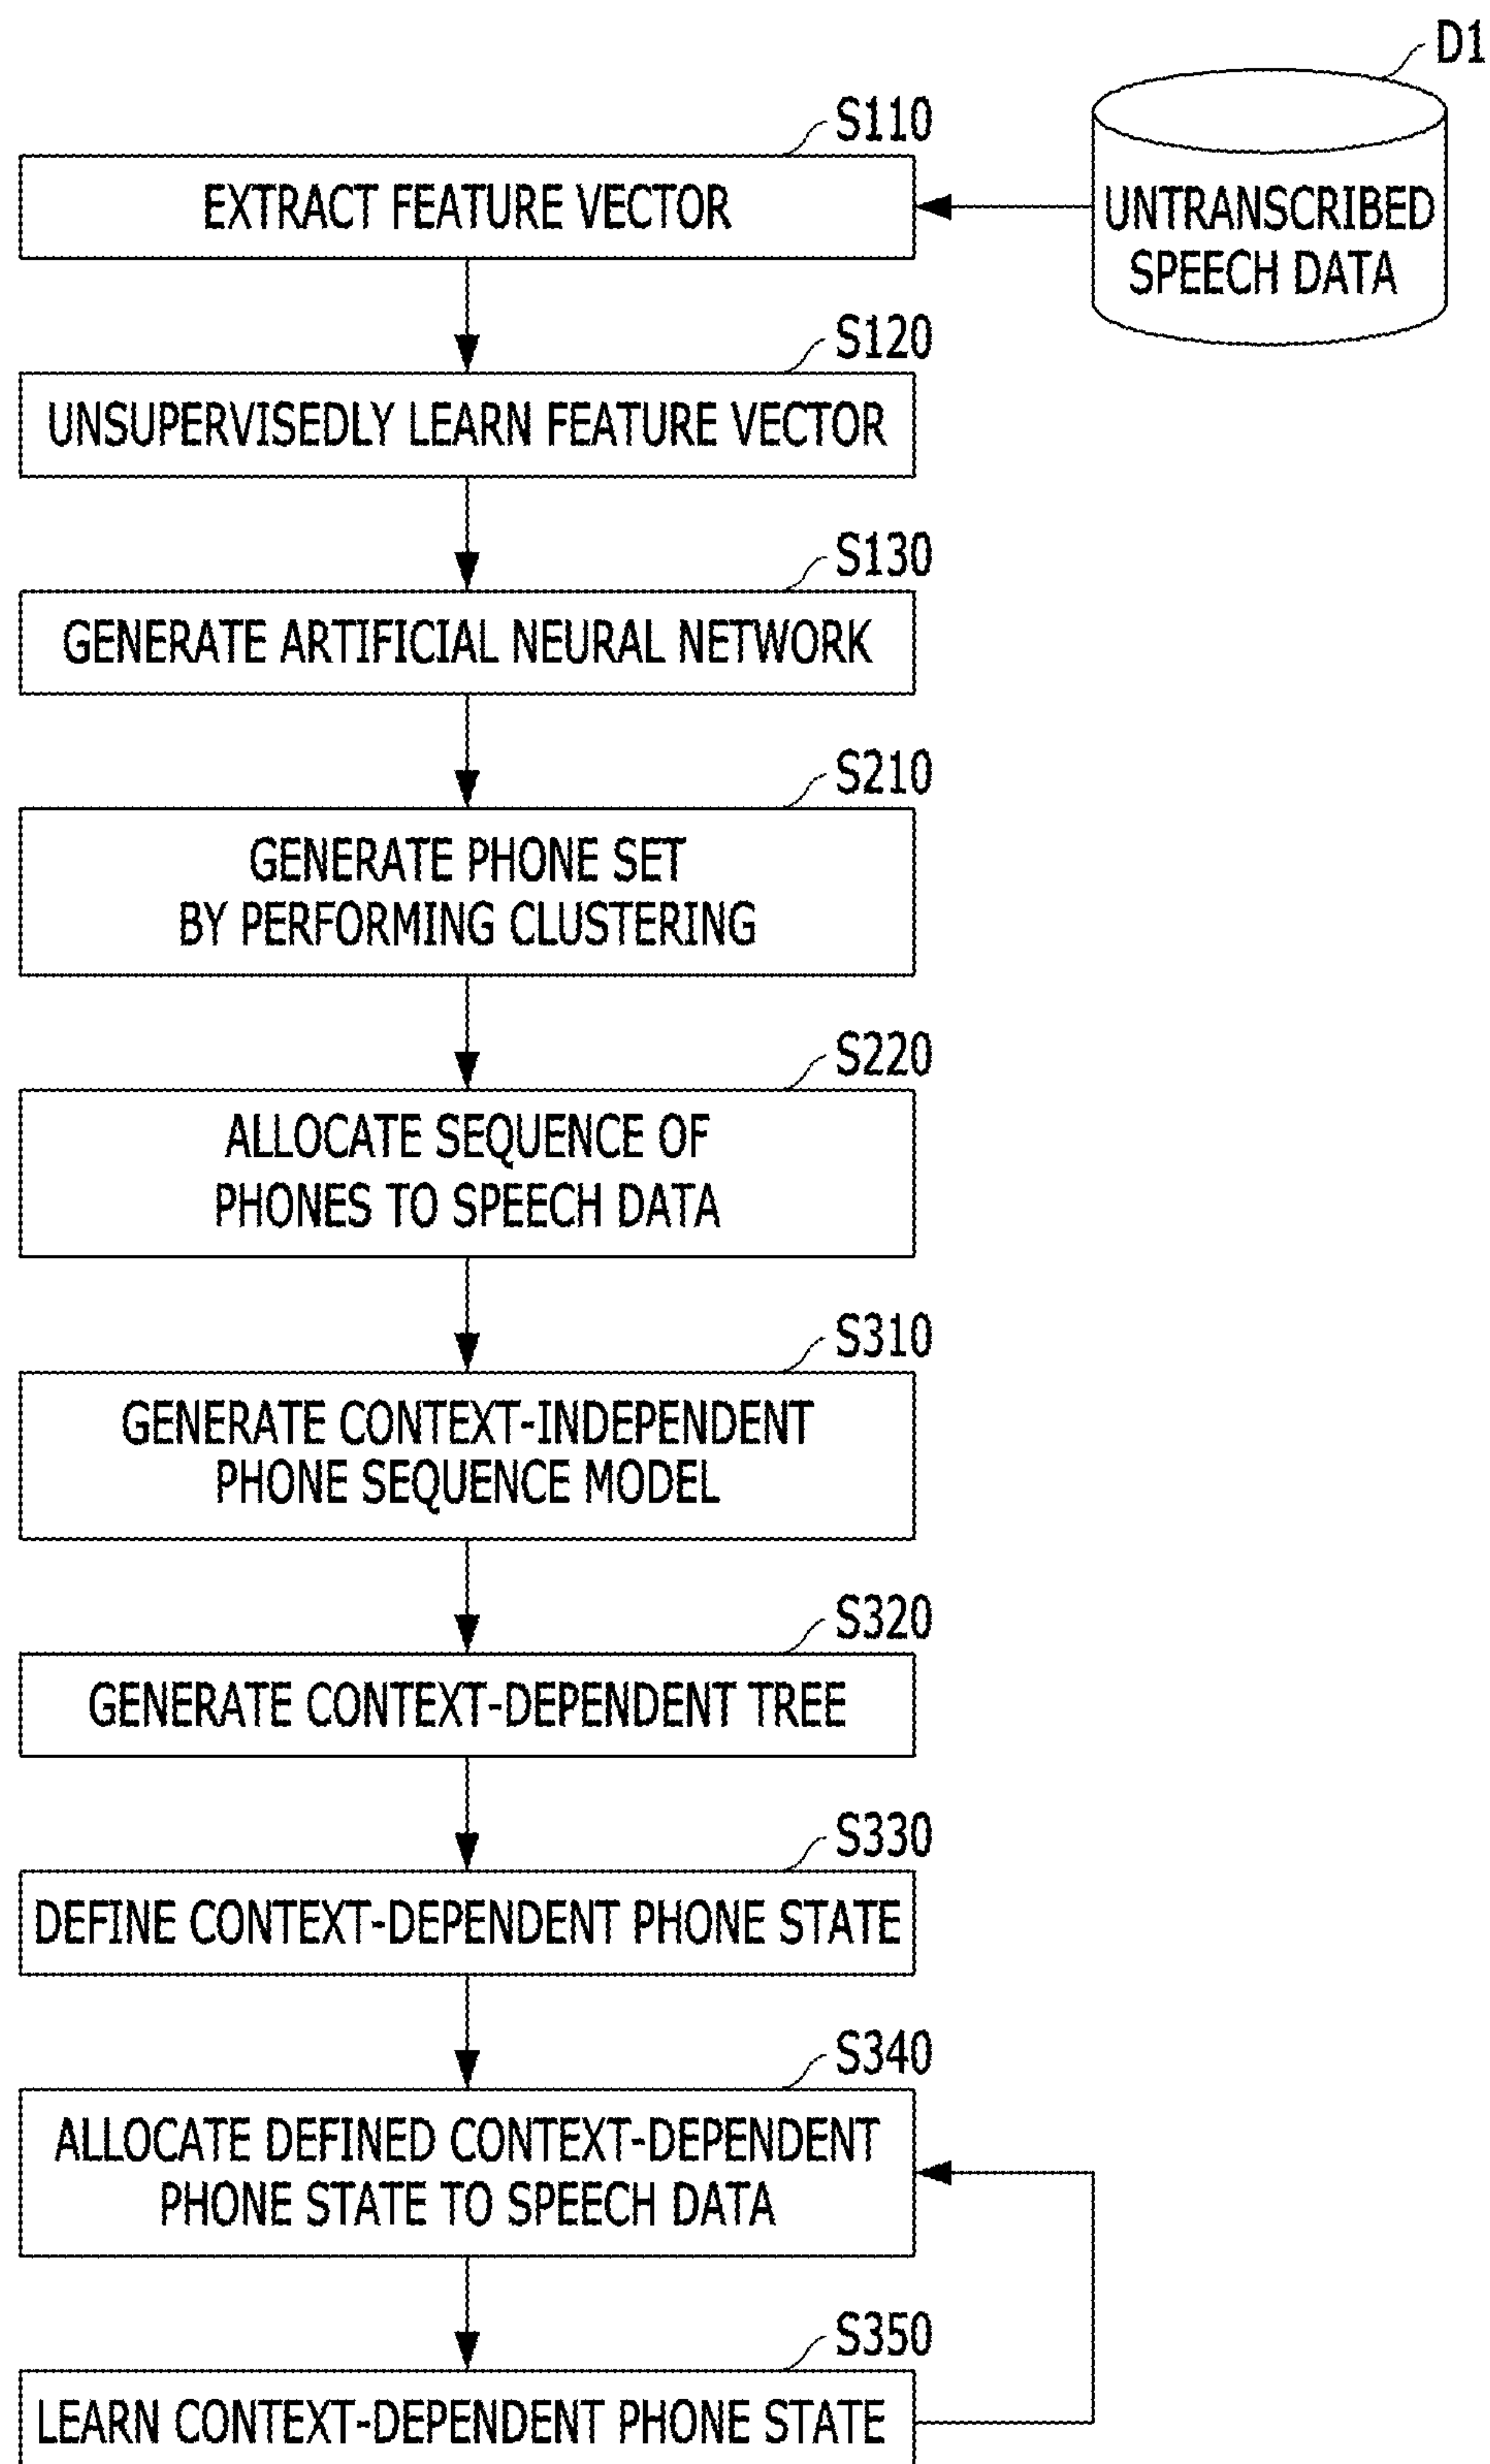 D1
UNTRANSCRIBED
SPEECH DATA
S110
EXTRACT FEATURE VECTOR
S120
UNSUPERVISEDLY LEARN FEATURE VECTOR
S130
GENERATE ARTIFICIAL NEURAL NETWORK
S210
GENERATE PHONE SET
BY PERFORMING CLUSTERING
S220
ALLOCATE SEQUENCE OF
PHONES TO SPEECH DATA
S310
GENERATE CONTEXT-INDEPENDENT
PHONE SEQUENCE MODEL
S320
GENERATE CONTEXT-DEPENDENT TREE
S330
DEFINE CONTEXT-DEPENDENT PHONE STATE
S340
ALLOCATE DEFINED CONTEXT-DEPENDENT
PHONE STATE TO SPEECH DATA
S350
LEARN CONTEXT-DEPENDENT PHONE STATE